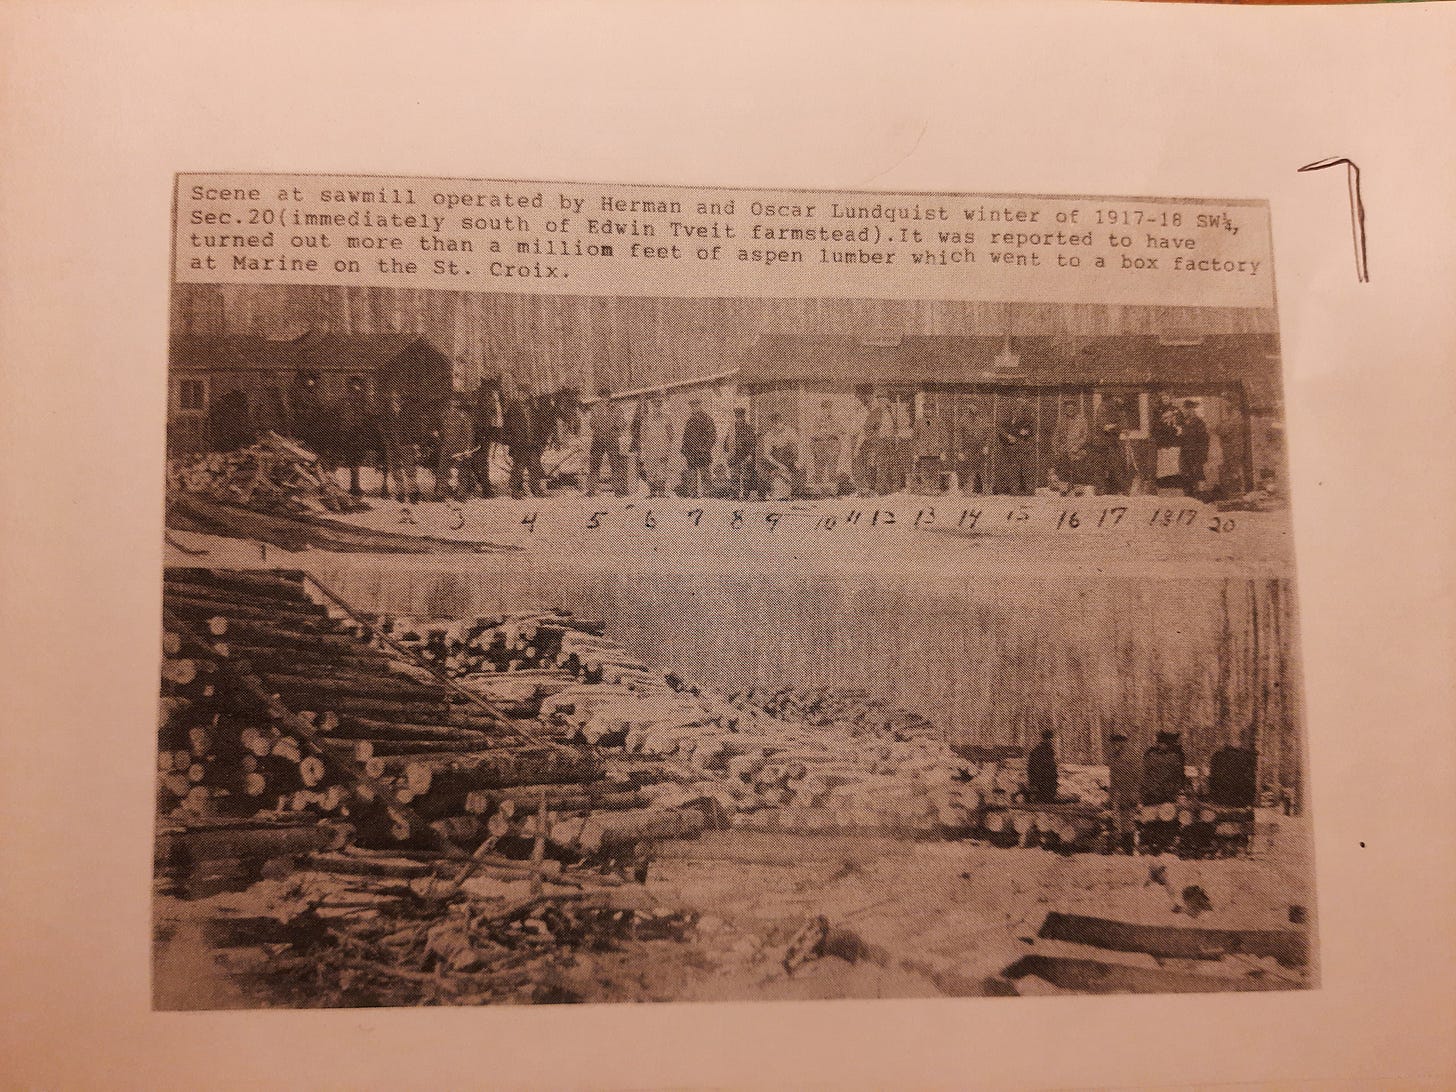 Scene at sawmill operated by Herman and Oscar Lundquist winter of 1917-18 SW¼,
Sec.20(immediately south of Edwin Tveit farmstead).It was reported to have
turned out more than a milliom feet of aspen lumber which went to a box factory
at Marine on the St. Croix.
2 3 4 5 6 7 8 9 10 11 12 13 14 15 16 17 18 19 20